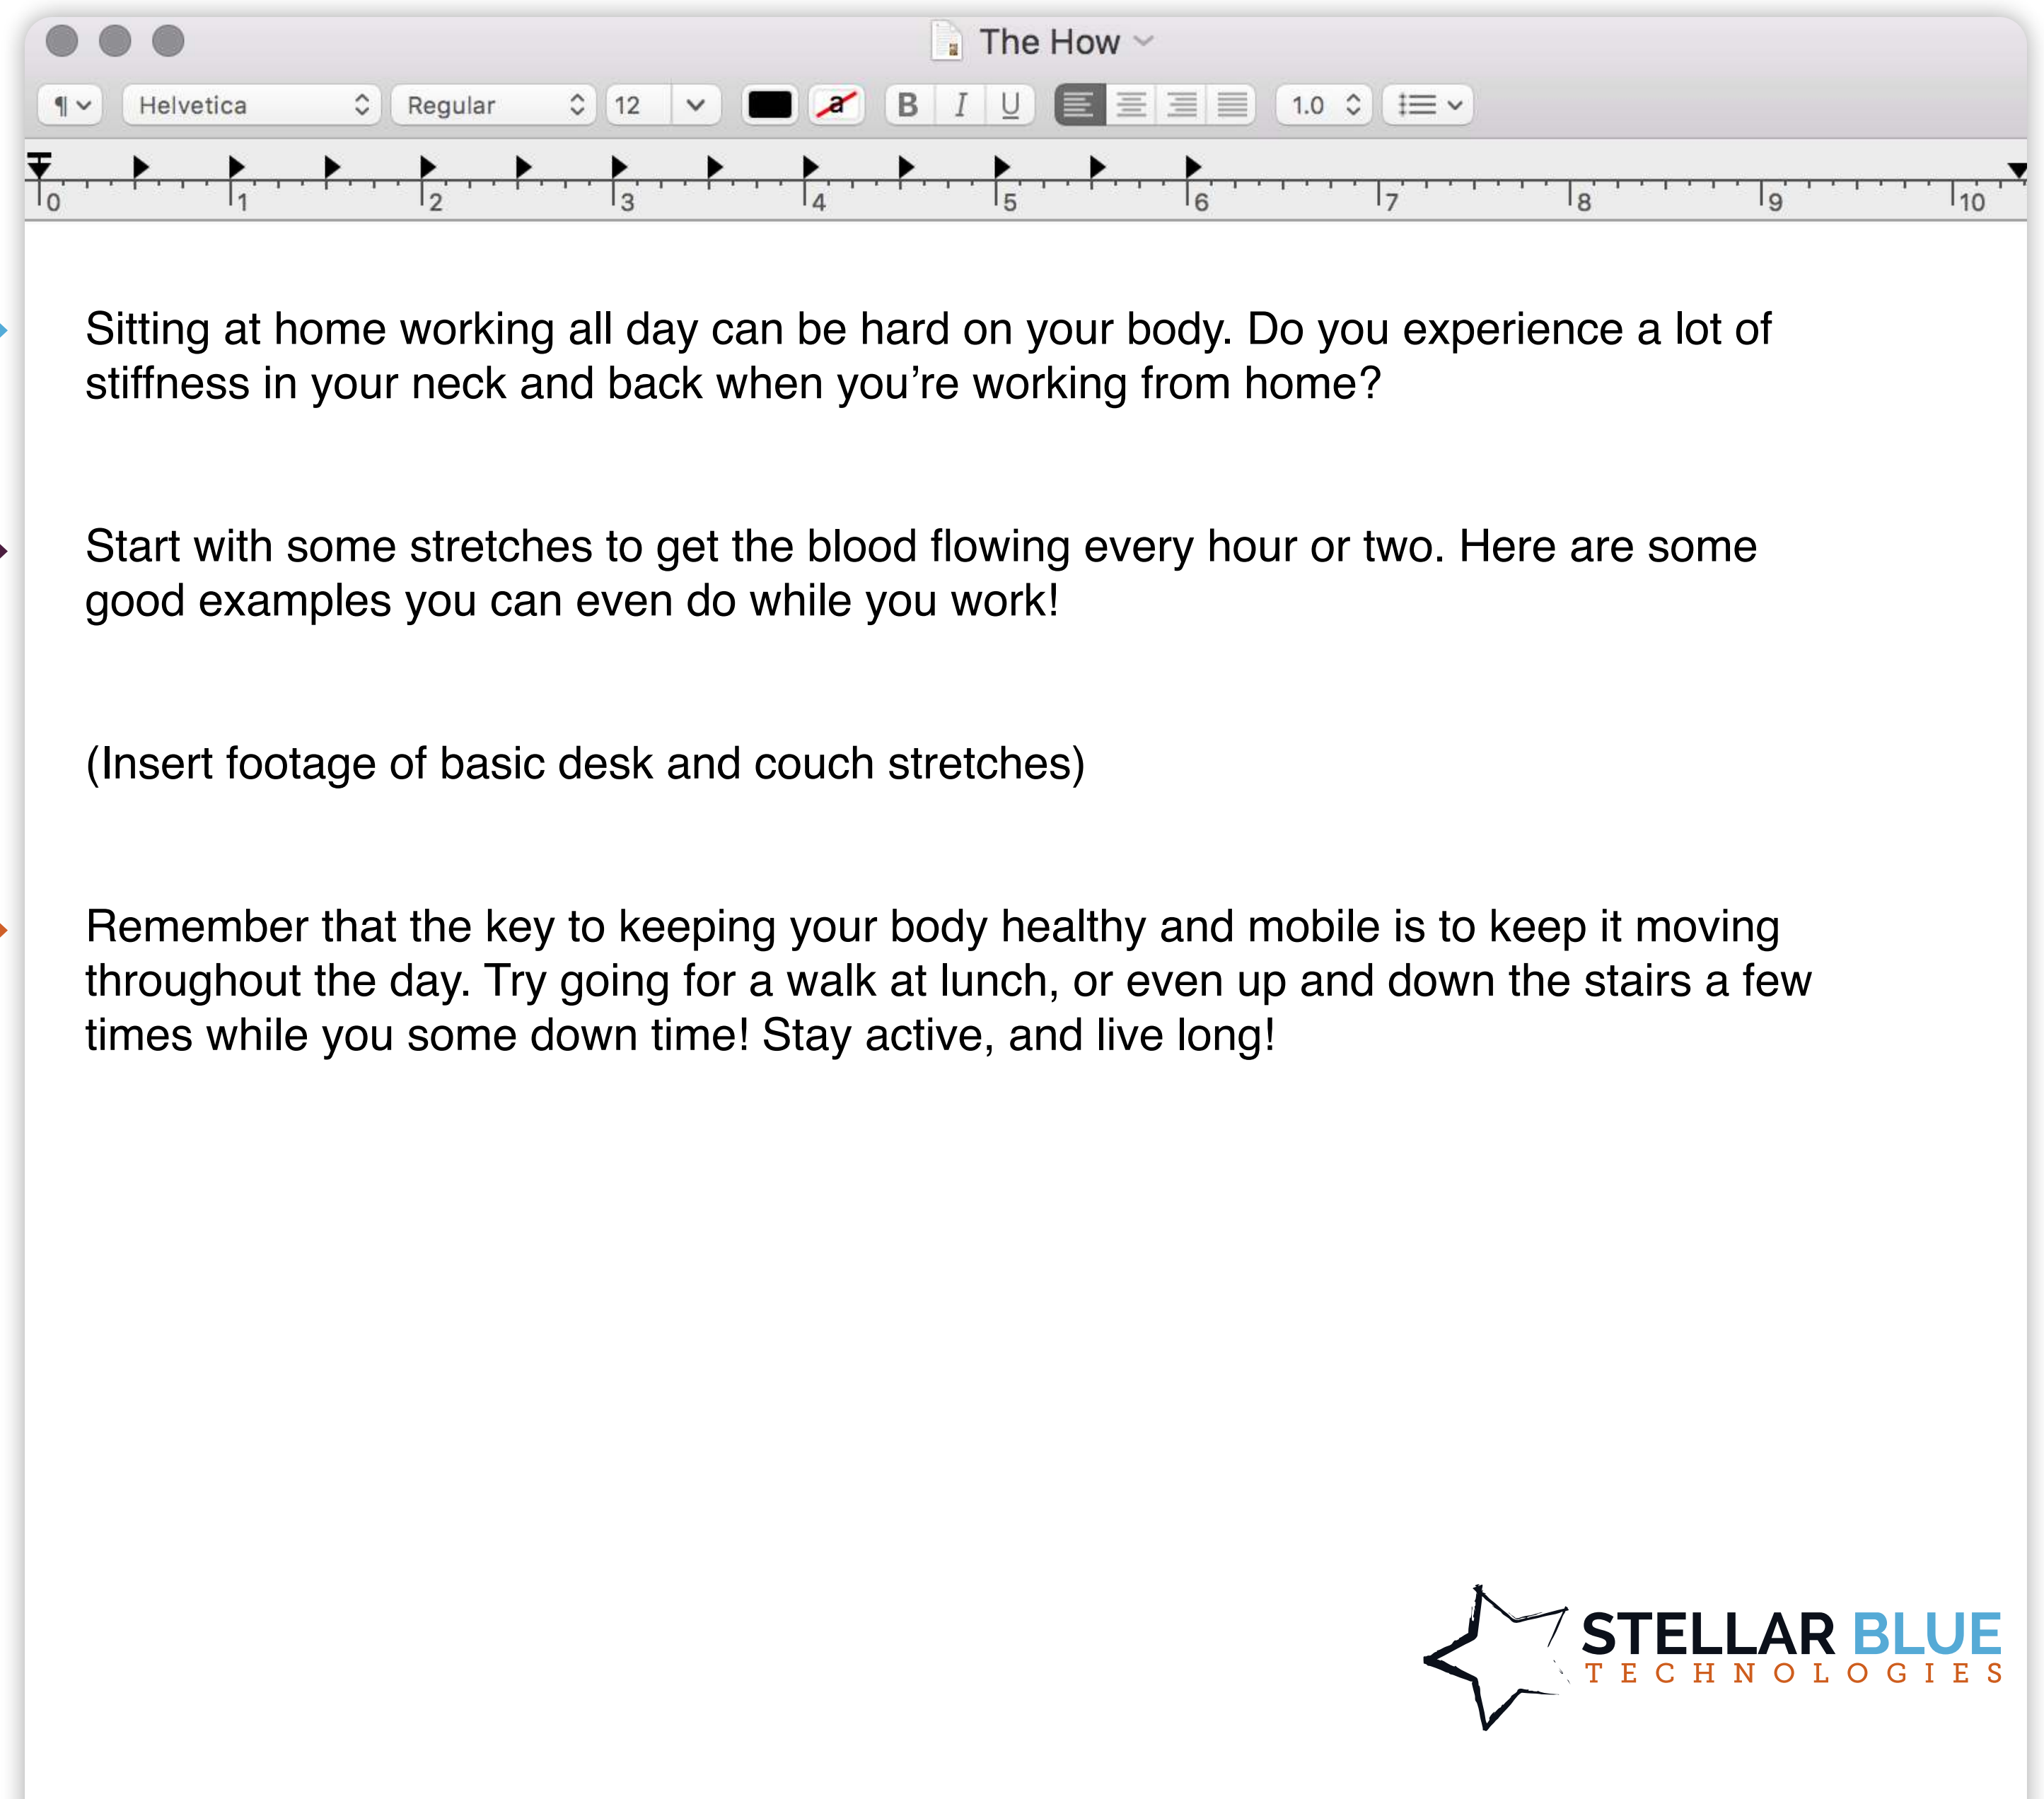 The How
¶ Helvetica Regular 12 a B I U 1.0
0 1 2 3 4 5 6 7 8 9 10
Sitting at home working all day can be hard on your body. Do you experience a lot of
stiffness in your neck and back when you’re working from home?
Start with some stretches to get the blood flowing every hour or two. Here are some
good examples you can even do while you work!
(Insert footage of basic desk and couch stretches)
Remember that the key to keeping your body healthy and mobile is to keep it moving
throughout the day. Try going for a walk at lunch, or even up and down the stairs a few
times while you some down time! Stay active, and live long!
STELLAR BLUE
TECHNOLOGIES